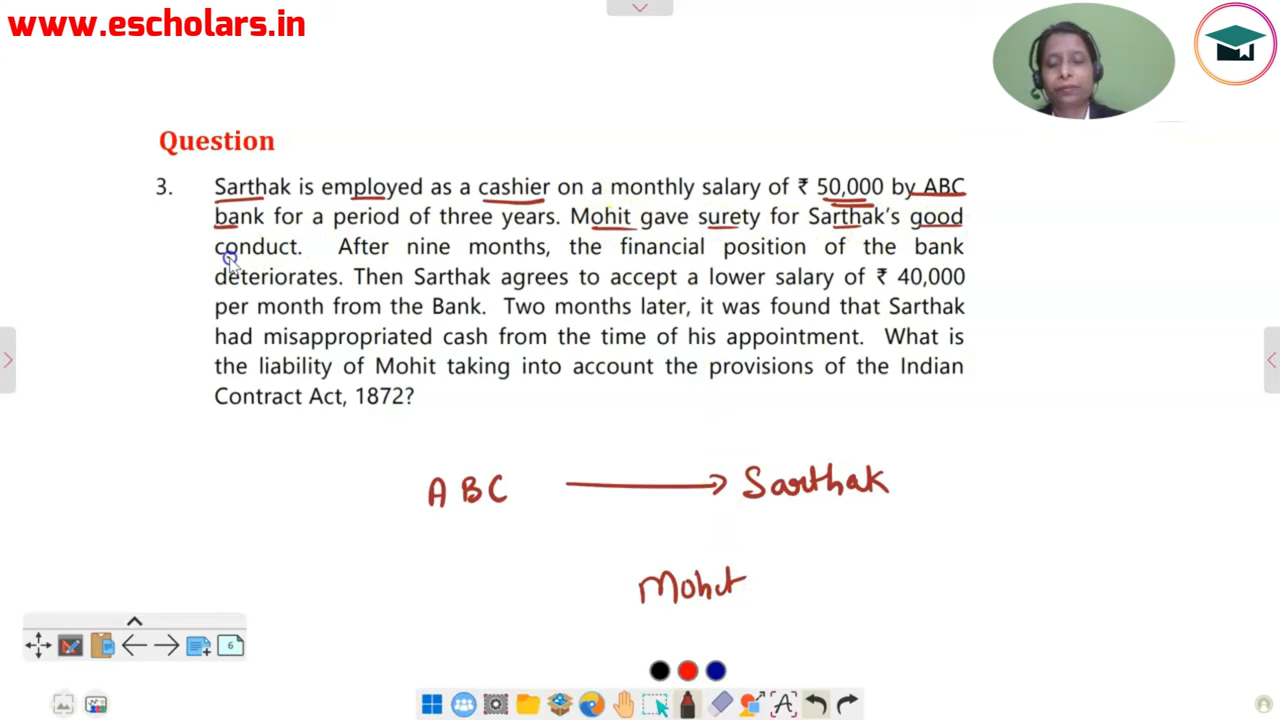 www.escholars.in
Question
3. Sarthak is employed as a cashier on a monthly salary of ₹ 50,000 by ABC
bank for a period of three years. Mohit gave surety for Sarthak's good
conduct. After nine months, the financial position of the bank
deteriorates. Then Sarthak agrees to accept a lower salary of ₹ 40,000
per month from the Bank. Two months later, it was found that Sarthak
had misappropriated cash from the time of his appointment. What is
the liability of Mohit taking into account the provisions of the Indian
Contract Act, 1872?
ABC Sarthak
Mohit
6
A